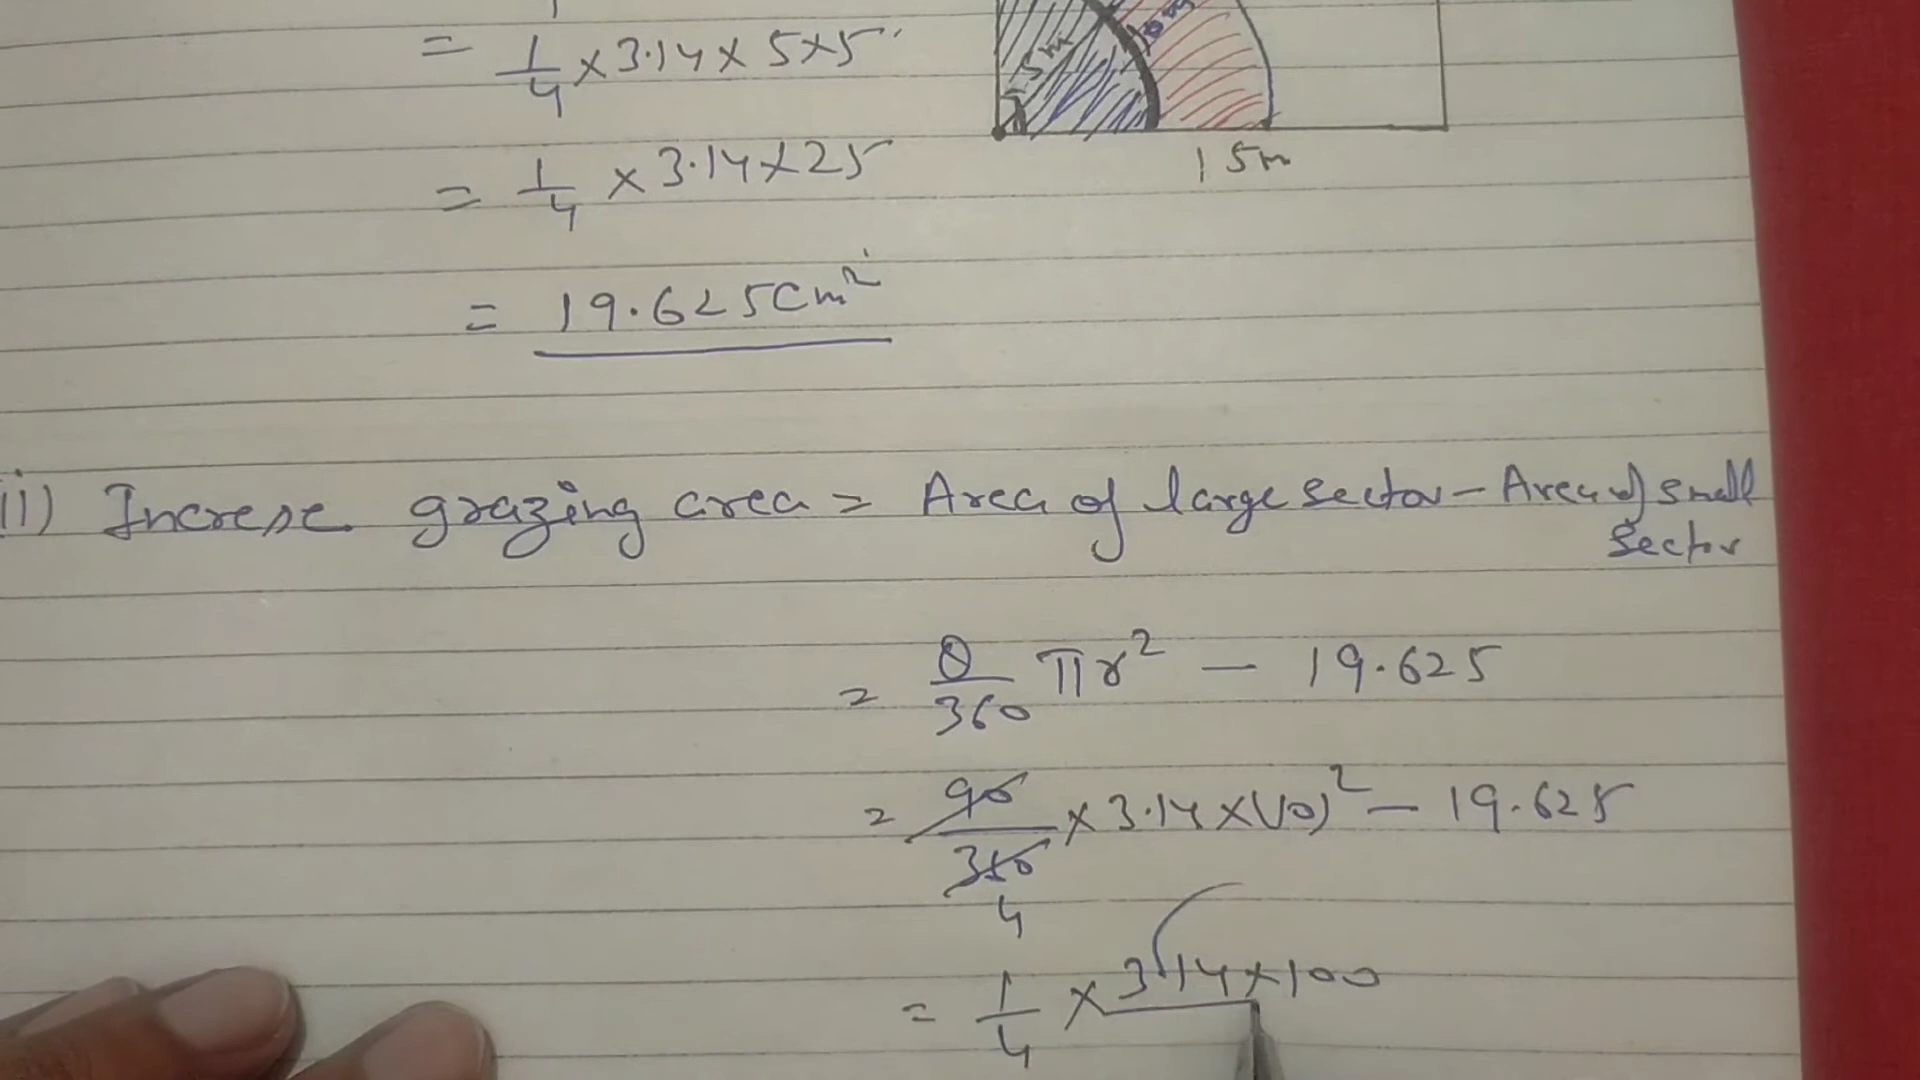 = 1/4 × 3.14 × 5×5
5m
10m
= 1/4 × 3.14 × 25
15m
= 19.625 cm²
ii) Increse grazing area = Area of large sector - Area of small
Sector
= θ/360 πr² - 19.625
= 90/360 × 3.14 × (10)² - 19.625
4
= 1/4 × 3.14 × 100